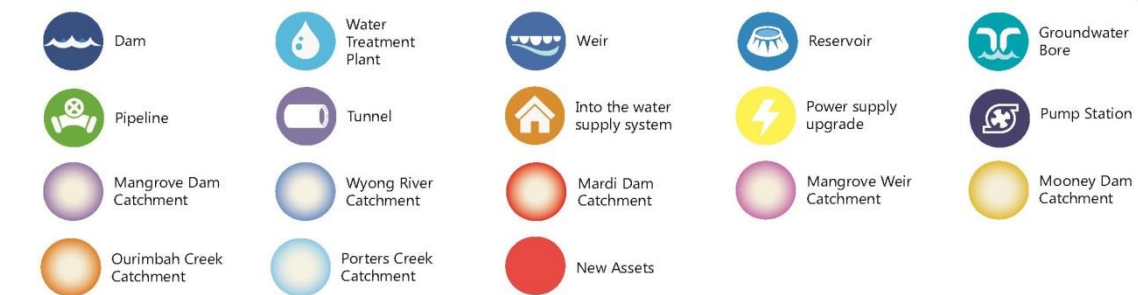 Dam
Water
Treatment
Plant
Weir
Reservoir
Groundwater
Bore
Pipeline
Tunnel
Into the water
supply system
Power supply
upgrade
Pump Station
Mangrove Dam
Catchment
Wyong River
Catchment
Mardi Dam
Catchment
Mangrove Weir
Catchment
Mooney Dam
Catchment
Ourimbah Creek
Catchment
Porters Creek
Catchment
New Assets